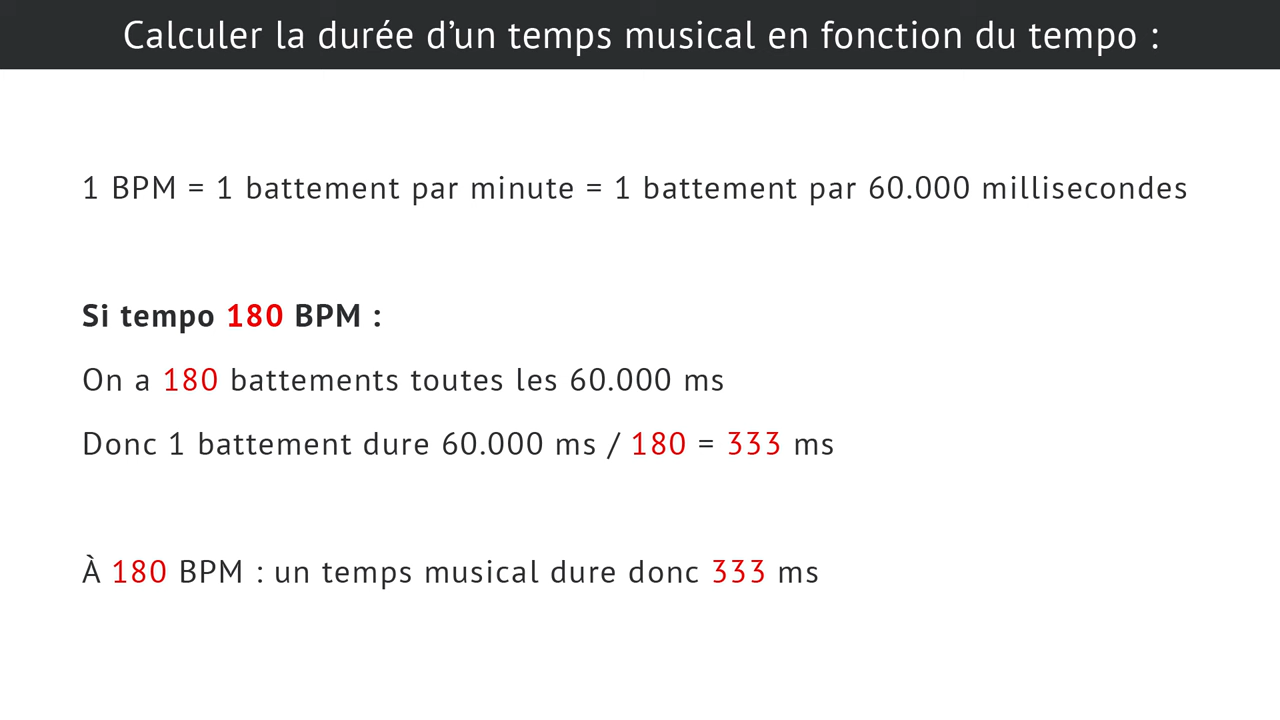 Calculer la durée d’un temps musical en fonction du tempo :
1 BPM = 1 battement par minute = 1 battement par 60.000 millisecondes
Si tempo 180 BPM :
On a 180 battements toutes les 60.000 ms
Donc 1 battement dure 60.000 ms / 180 = 333 ms
À 180 BPM : un temps musical dure donc 333 ms